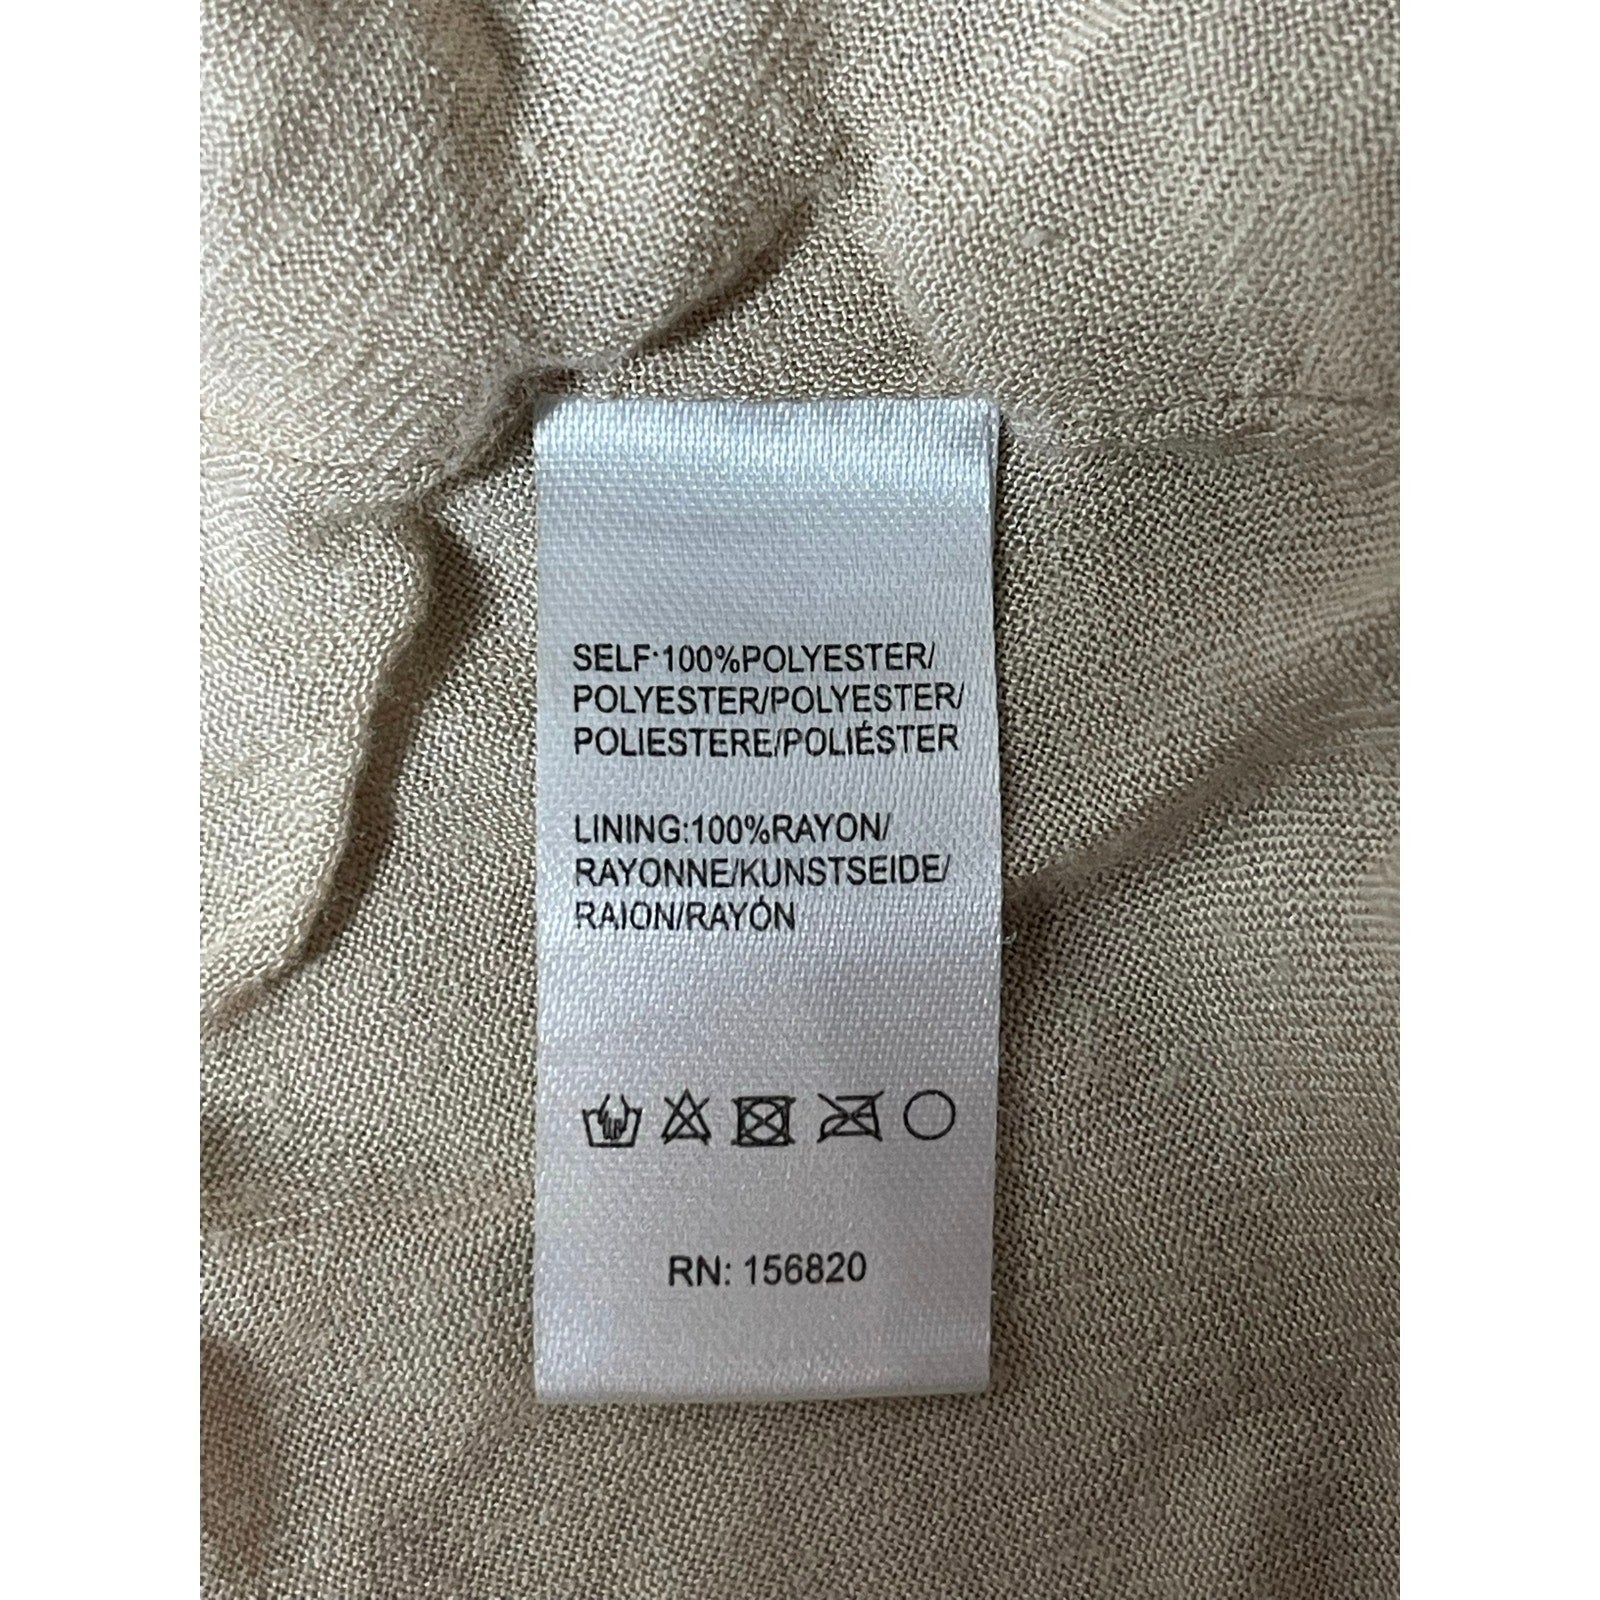 SELF:100%POLYESTER/
POLYESTER/POLYESTER/
POLIESTERE/POLIÉSTER
LINING:100%RAYON/
RAYONNE/KUNSTSEIDE/
RAION/RAYÓN
RN: 156820